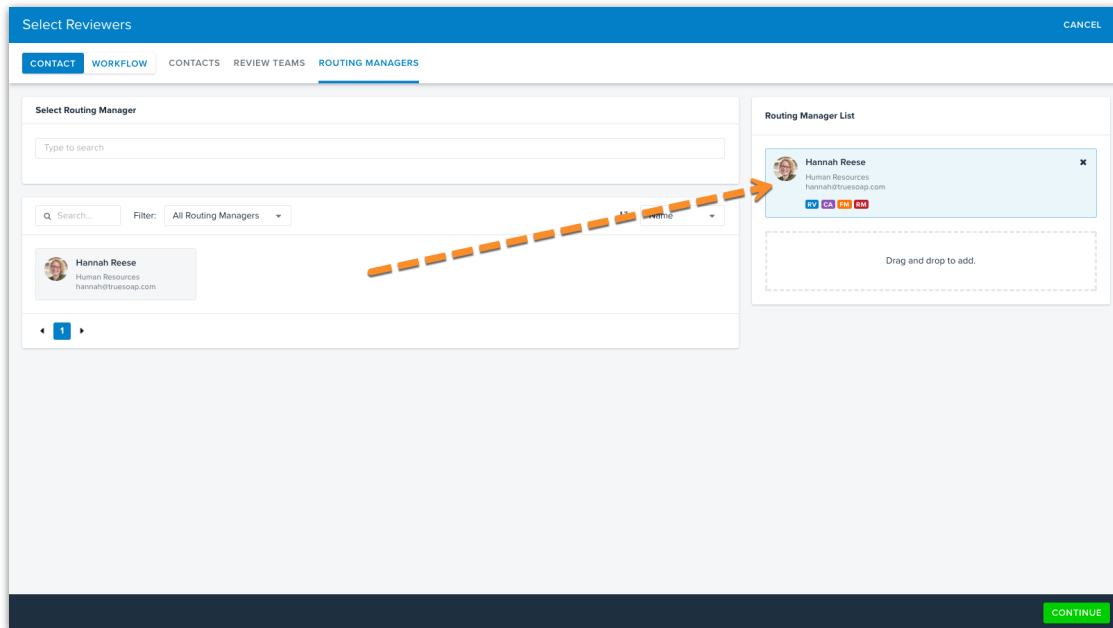 Select Reviewers
CANCEL
CONTACT WORKFLOW CONTACTS REVIEW TEAMS ROUTING MANAGERS
Select Routing Manager
Type to search
Search... Filter: All Routing Managers Name
Hannah Reese
Human Resources
hannah@truesoap.com
1
Routing Manager List
Hannah Reese
Human Resources
hannah@truesoap.com
RV CA FM RM
Drag and drop to add.
CONTINUE